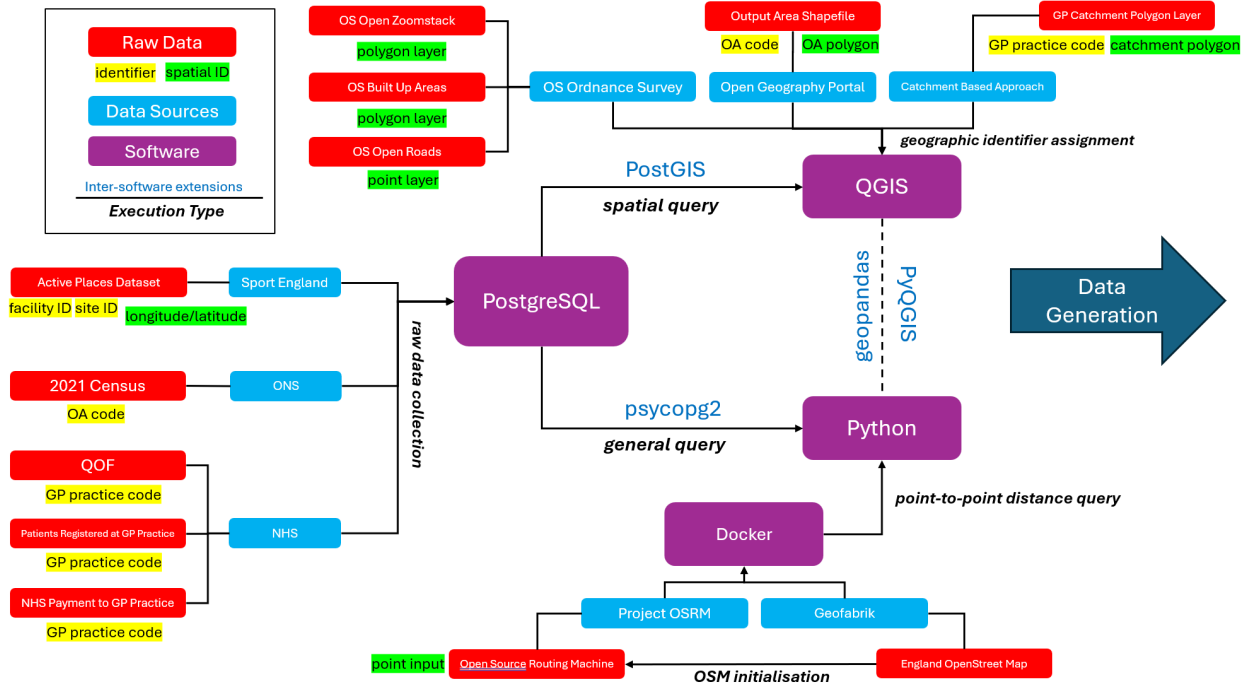 Raw Data
identifier spatial ID
Data Sources
Software
Inter-software extensions
Execution Type
OS Open Zoomstack
polygon layer
OS Built Up Areas
polygon layer
OS Open Roads
point layer
OS Ordnance Survey
Output Area Shapefile
OA code OA polygon
Open Geography Portal
GP Catchment Polygon Layer
GP practice code catchment polygon
Catchment Based Approach
geographic identifier assignment
PostGIS
spatial query
QGIS
Active Places Dataset
facility ID site ID
longitude/latitude
Sport England
2021 Census
OA code
ONS
QOF
GP practice code
Patients Registered at GP Practice
GP practice code
NHS
NHS Payment to GP Practice
GP practice code
raw data collection
PostgreSQL
geopandas
PyQGIS
Data
Generation
psycopg2
general query
Python
point-to-point distance query
Docker
Project OSRM
Geofabrik
point input
Open Source Routing Machine
OSM initialisation
England OpenStreet Map